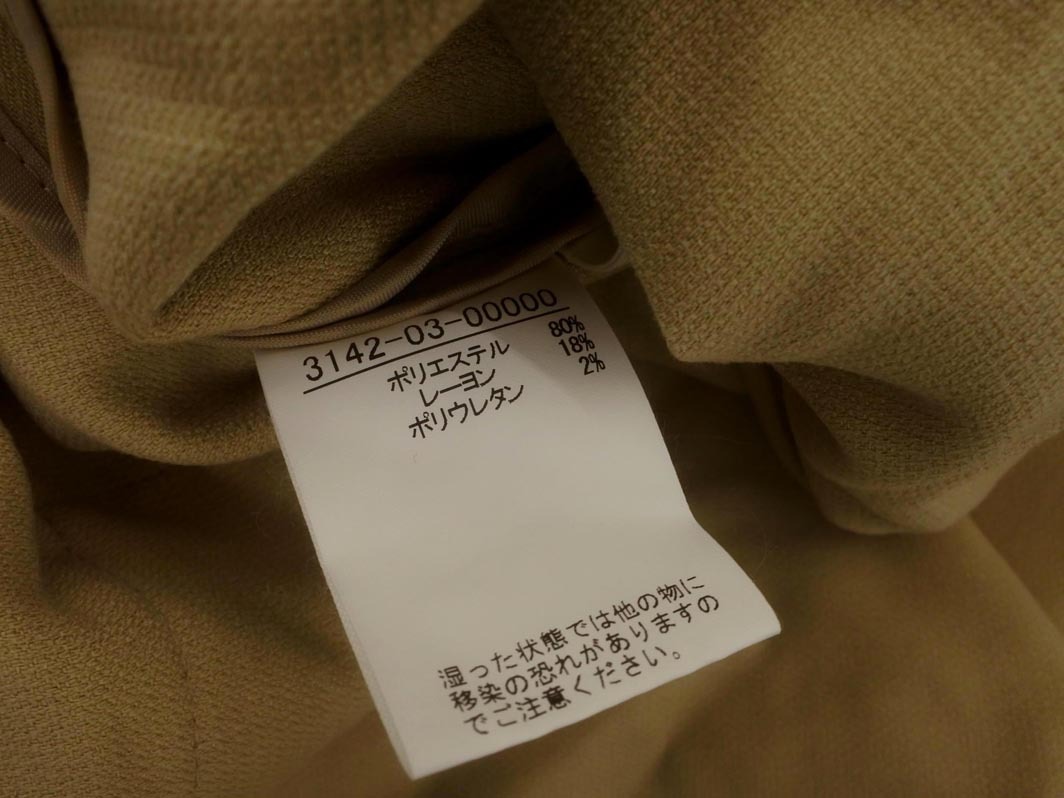 3142-03-00000
ポリエステル 80%
レーヨン 18%
ポリウレタン 2%
湿った状態では他の物に
移染の恐れがありますの
でご注意ください。